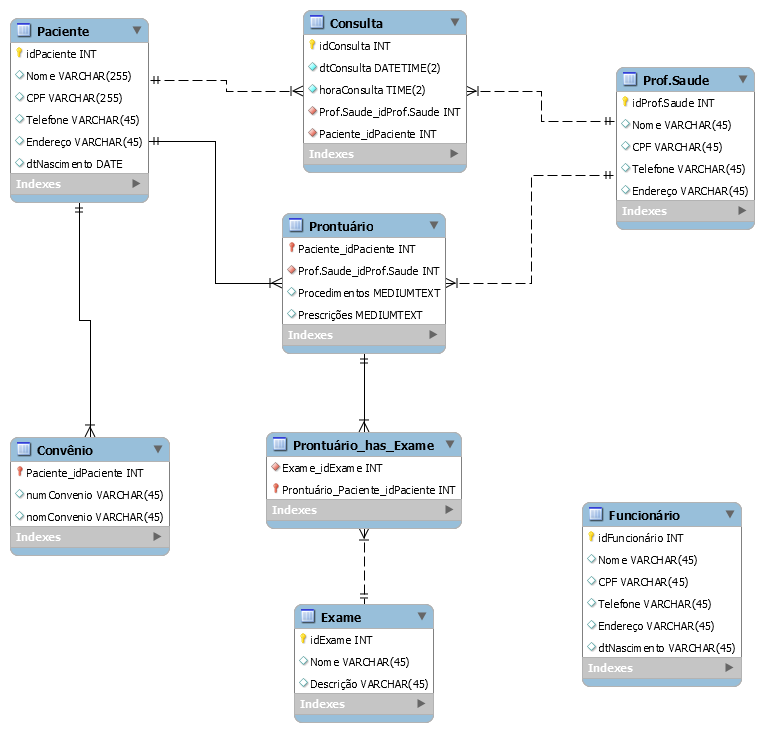 Paciente
idPaciente INT
Nome VARCHAR(255)
CPF VARCHAR(255)
Telefone VARCHAR(45)
Endereço VARCHAR(45)
dtNascimento DATE
Indexes
Consulta
idConsulta INT
dtConsulta DATETIME(2)
horaConsulta TIME(2)
Prof.Saude_idProf.Saude INT
Paciente_idPaciente INT
Indexes
Prof.Saude
idProf.Saude INT
Nome VARCHAR(45)
CPF VARCHAR(45)
Telefone VARCHAR(45)
Endereço VARCHAR(45)
Indexes
Prontuário
Paciente_idPaciente INT
Prof.Saude_idProf.Saude INT
Procedimentos MEDIUMTEXT
Prescrições MEDIUMTEXT
Indexes
Convênio
Paciente_idPaciente INT
numConvenio VARCHAR(45)
nomConvenio VARCHAR(45)
Indexes
Prontuário_has_Exame
Exame_idExame INT
Prontuário_Paciente_idPaciente INT
Indexes
Funcionário
idFuncionário INT
Nome VARCHAR(45)
CPF VARCHAR(45)
Telefone VARCHAR(45)
Endereço VARCHAR(45)
dtNascimento VARCHAR(45)
Indexes
Exame
idExame INT
Nome VARCHAR(45)
Descrição VARCHAR(45)
Indexes